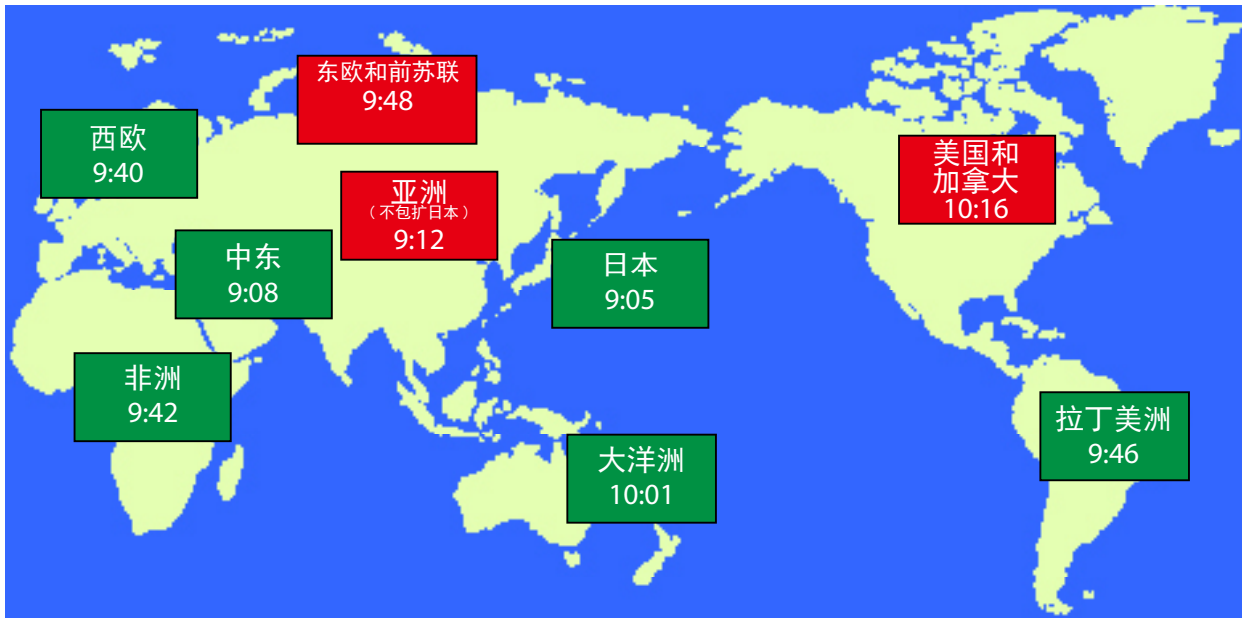 东欧和前苏联
9:48
西欧
9:40
美国和
加拿大
10:16
亚洲
（不包扩日本）
9:12
中东
9:08
日本
9:05
非洲
9:42
拉丁美洲
9:46
大洋洲
10:01